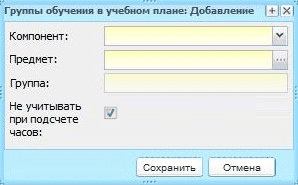 Группы обучения в учебном плане: Добавление
Компонент:
Предмет:
Группа:
Не учитывать
при подсчете
часов:
Сохранить Отмена